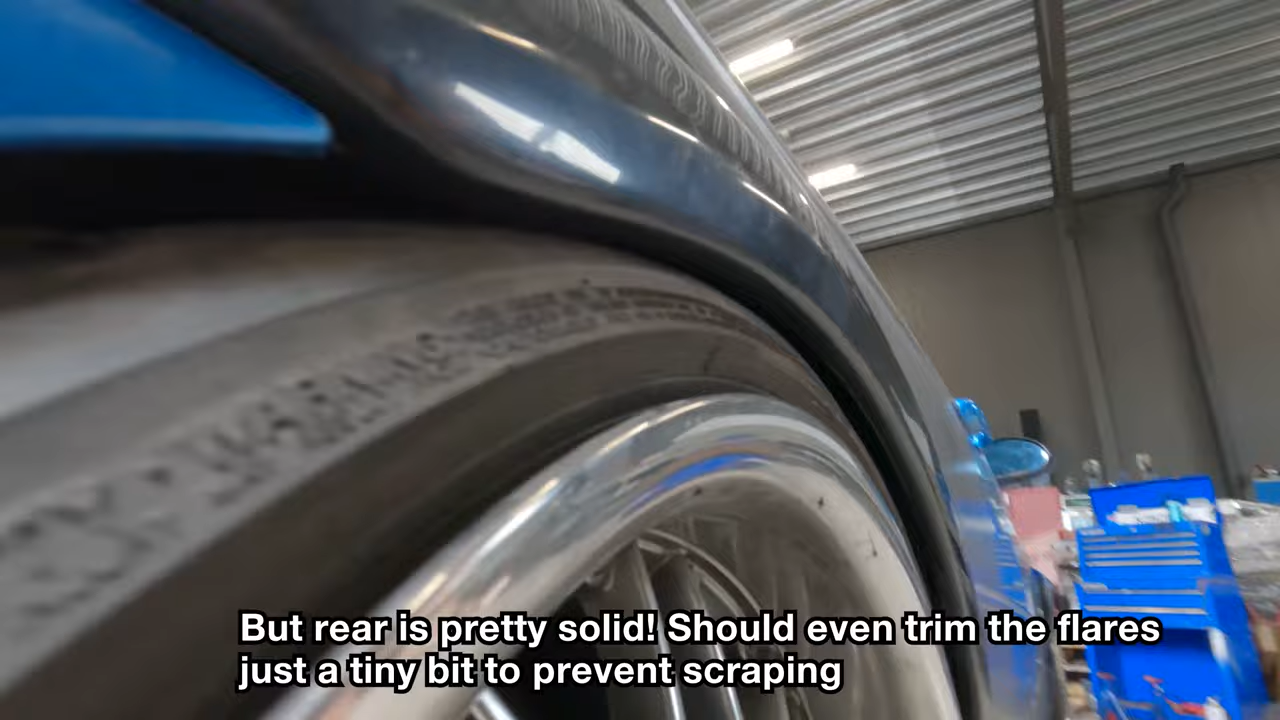 But rear is pretty solid! Should even trim the flares
just a tiny bit to prevent scraping